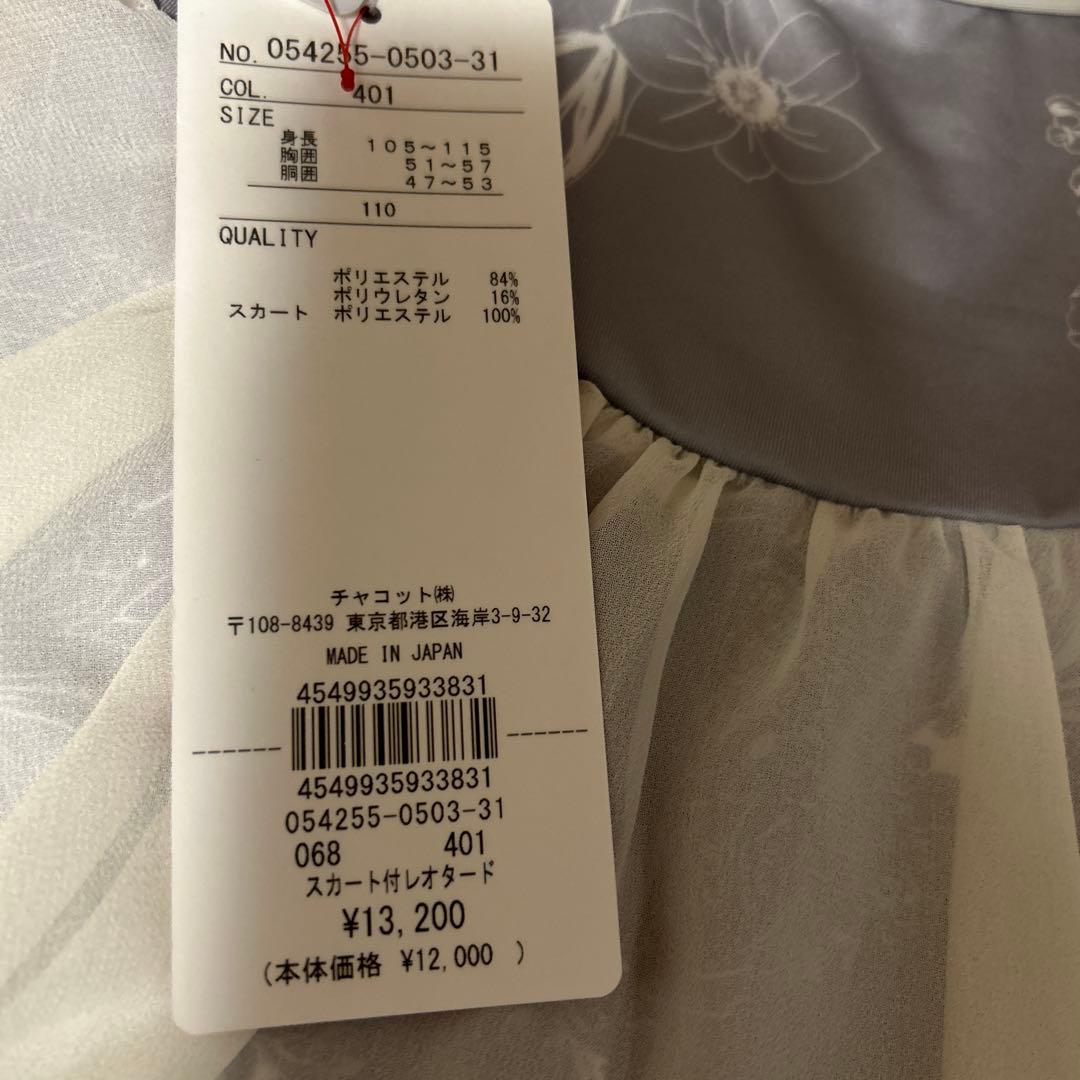 NO. 054255-0503-31
COL. 401
SIZE
身長 105~115
胸囲 51~57
胴囲 47~53
110
QUALITY
ポリエステル 84%
ポリウレタン 16%
スカート ポリエステル 100%
チャコット㈱
〒108-8439 東京都港区海岸3-9-32
MADE IN JAPAN
4549935933831
4549935933831
054255-0503-31
068 401
スカート付レオタード
¥13,200
(本体価格 ¥12,000 )